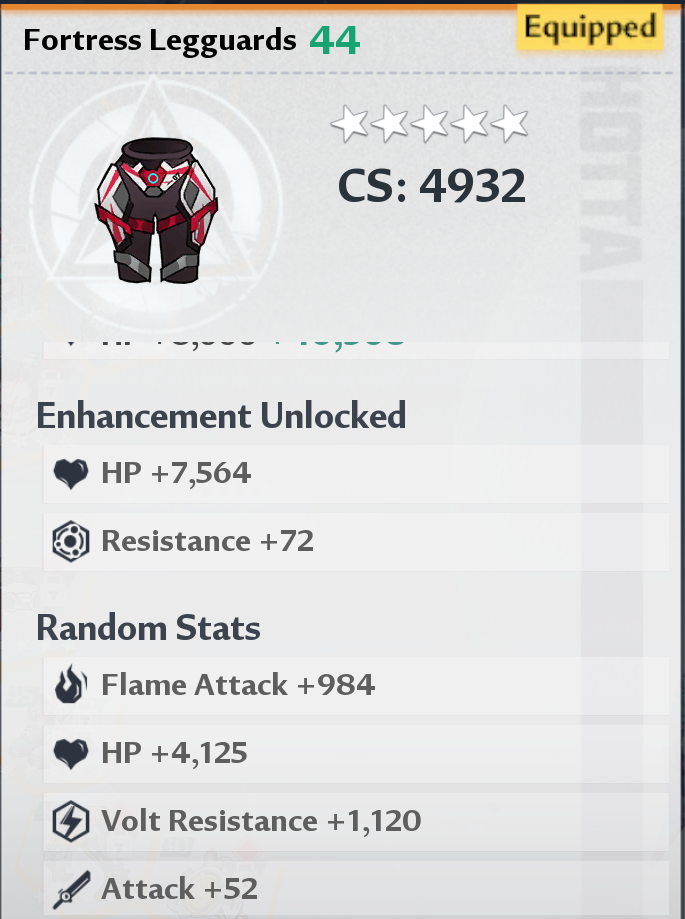 Fortress Legguards 44
Equipped
CS: 4932
HOTTA
Enhancement Unlocked
HP +7,564
Resistance +72
Random Stats
Flame Attack +984
HP +4,125
Volt Resistance +1,120
Attack +52